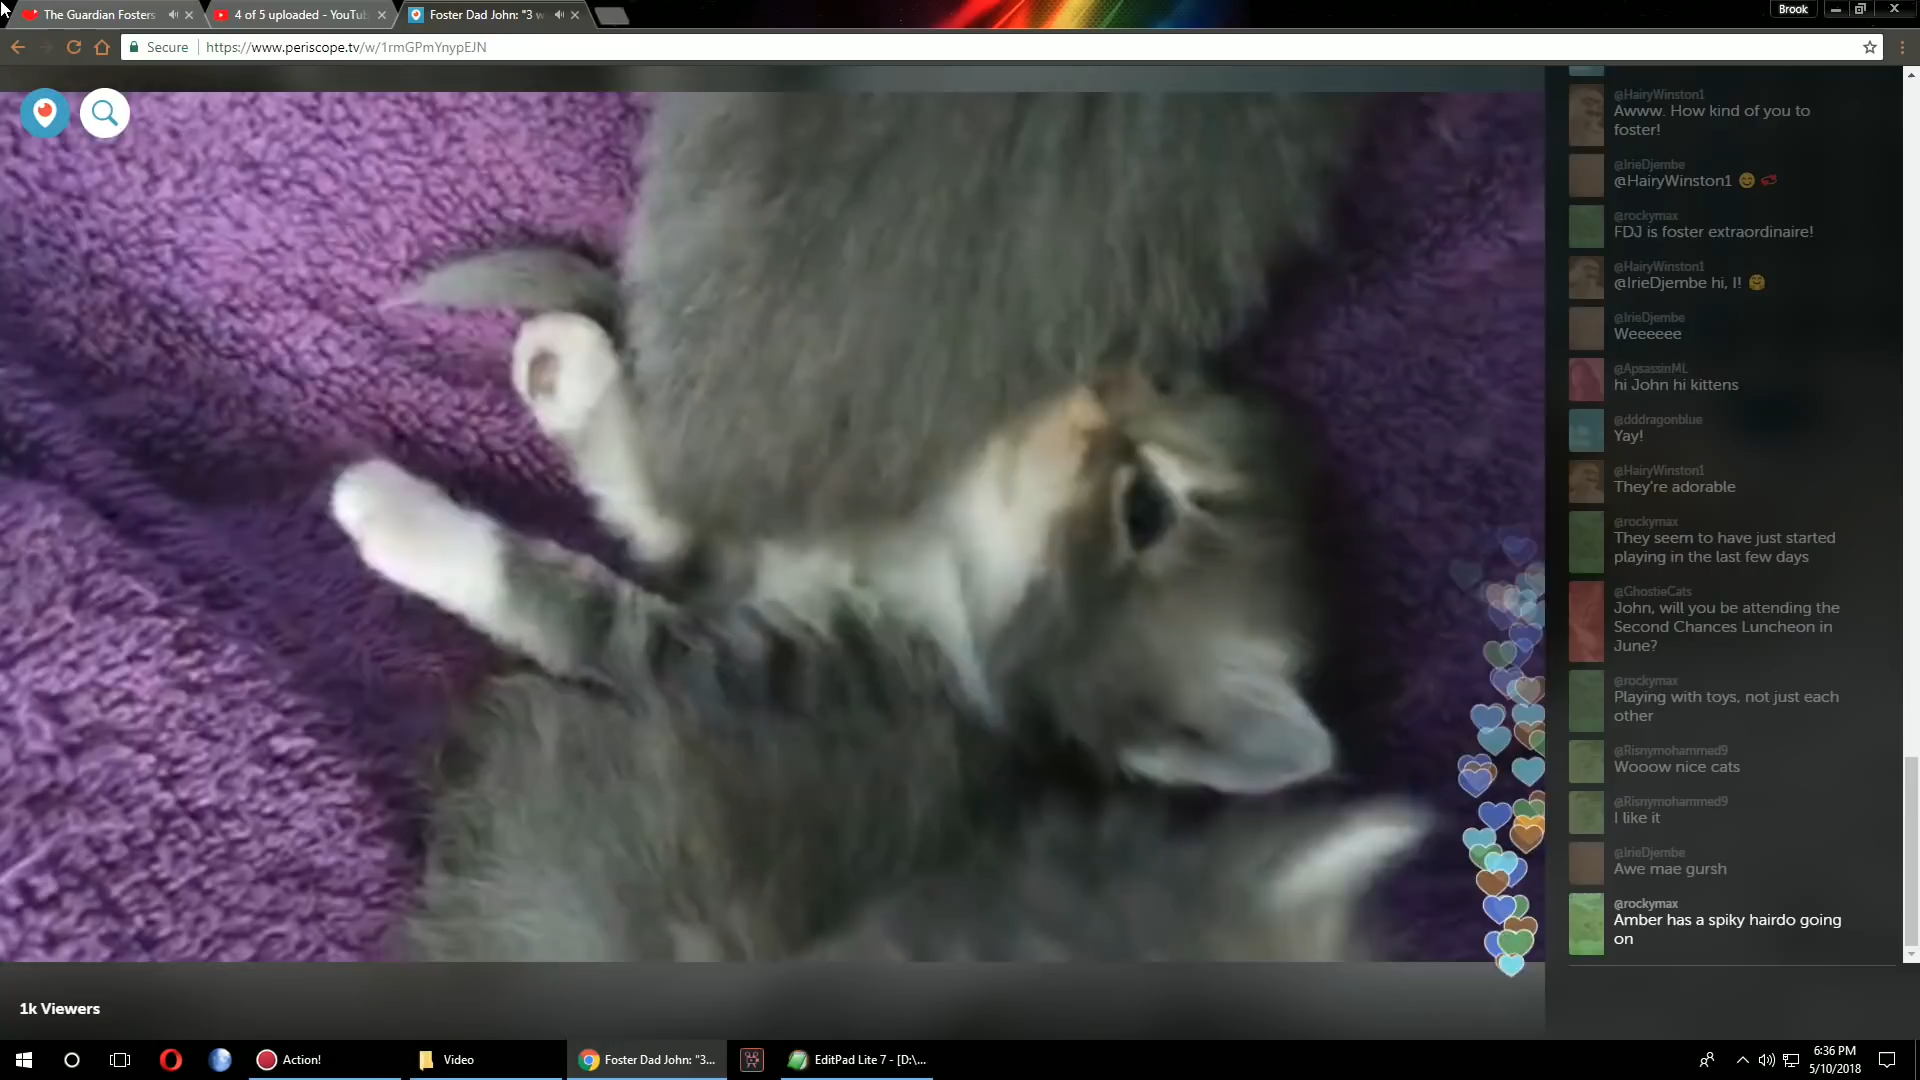 The Guardian Fosters
4 of 5 uploaded - YouTu
Foster Dad John: "3 w
Brook
Secure
https://www.periscope.tv/w/1rmGPmYnypEJN
@HairyWinston1
Awww. How kind of you to
foster!
@IrieDjembe
@HairyWinston1 😊 💞
@rockymax
FDJ is foster extraordinaire!
@HairyWinston1
@IrieDjembe hi, I! 🤗
@IrieDjembe
Weeeeee
@ApsassinML
hi John hi kittens
@dddragonblue
Yay!
@HairyWinston1
They're adorable
@rockymax
They seem to have just started
playing in the last few days
@GhostieCats
John, will you be attending the
Second Chances Luncheon in
June?
@rockymax
Playing with toys, not just each
other
@Risnymohammed9
Wooow nice cats
@Risnymohammed9
I like it
@IrieDjembe
Awe mae gursh
@rockymax
Amber has a spiky hairdo going
on
1k Viewers
Action!
Video
Foster Dad John: "3...
EditPad Lite 7 - [D:\...
6:36 PM
5/10/2018